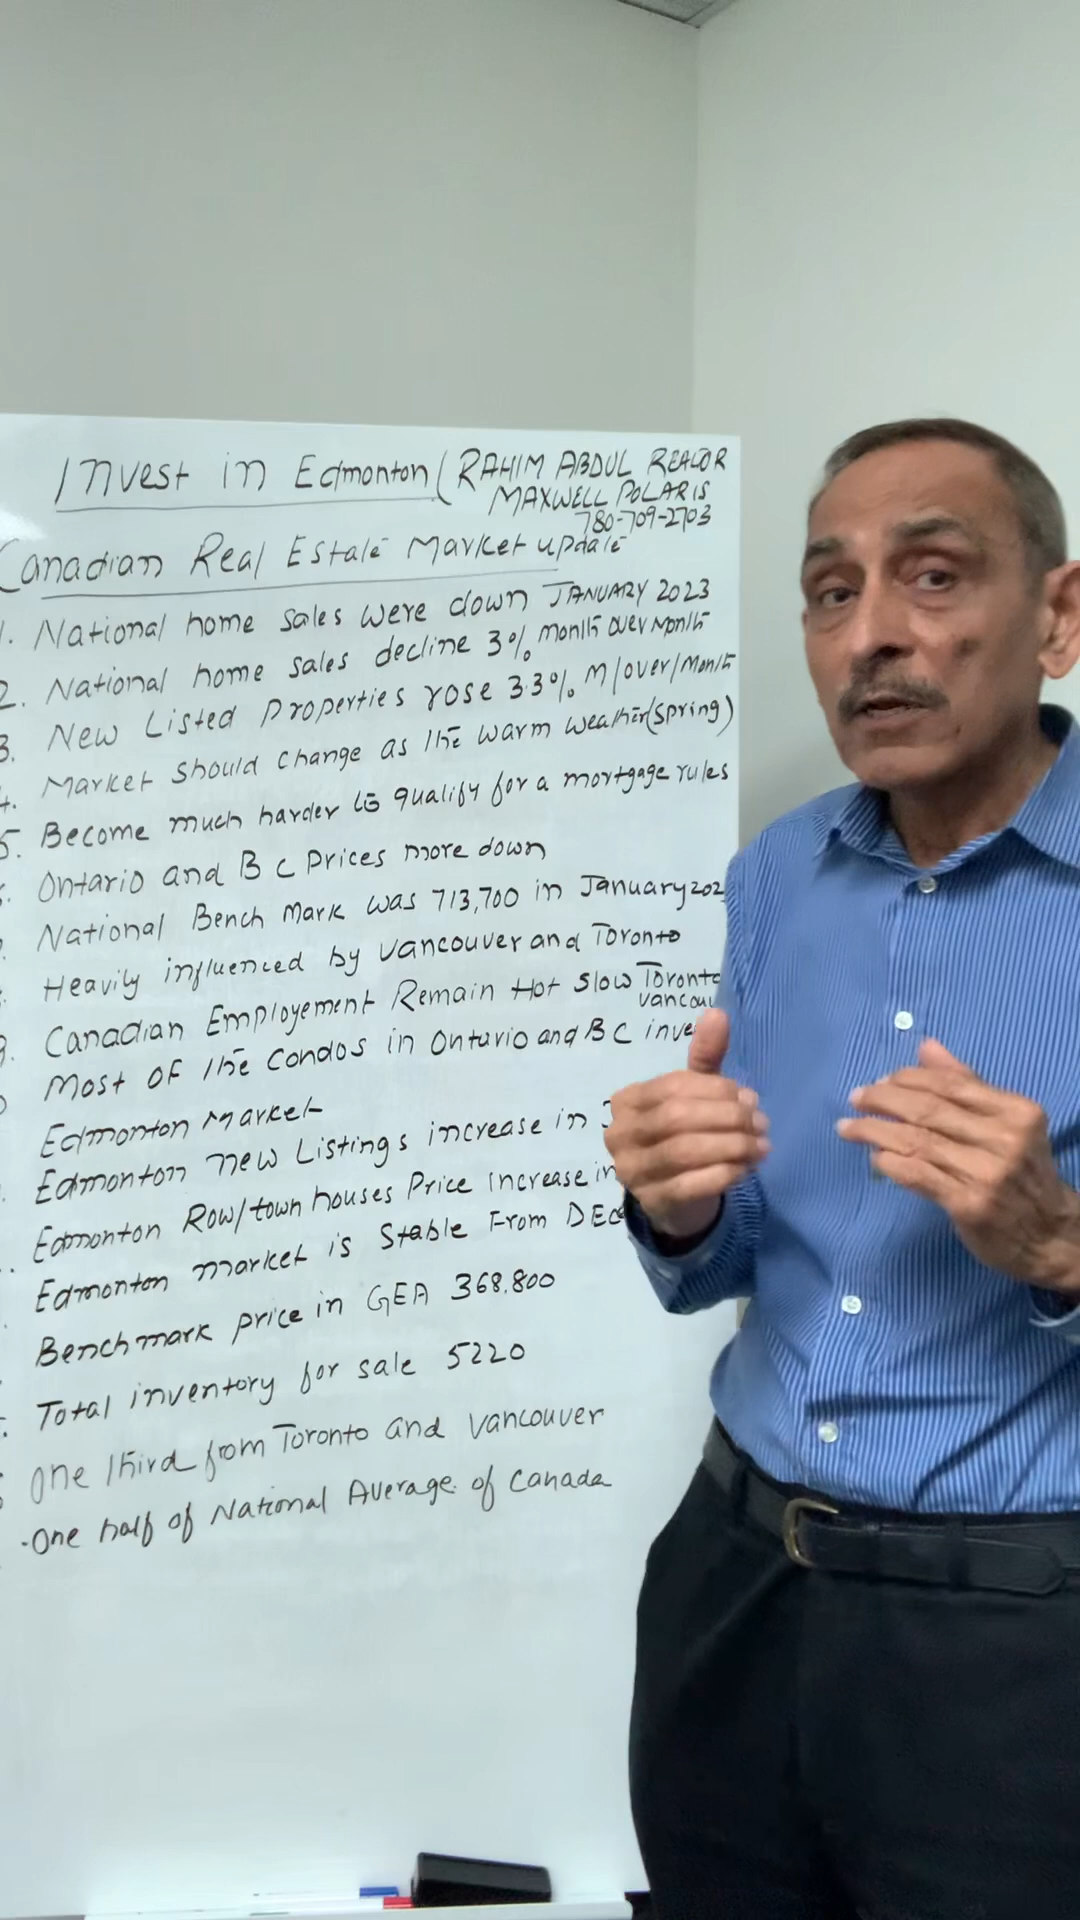 Invest in Edmonton (RAHIM ABDUL REALOR
MAXWELL POLARIS
780-709-2703
Canadian Real Estate Market update
1. National home sales were down JANUARY 2023
2. National home sales decline 3% month over month
3. New Listed Properties rose 3.3% M/over/Month
4. Market should change as the warm weather (spring)
5. Become much harder to qualify for a mortgage rules
Ontario and BC prices more down
National Bench Mark was 713,700 in January 202
Heavily influenced by Vancouver and Toronto
Canadian Employement Remain Hot slow Toronto
Vancou
Most of the Condos in Ontario and BC inve
Edmonton Market
Edmonton new Listings increase in J
Edmonton Row/town houses Price increase in
Edmonton market is Stable From DEC
Benchmark price in GEA 368,800
Total inventory for sale 5220
One third from Toronto and Vancouver
One half of National Average of Canada